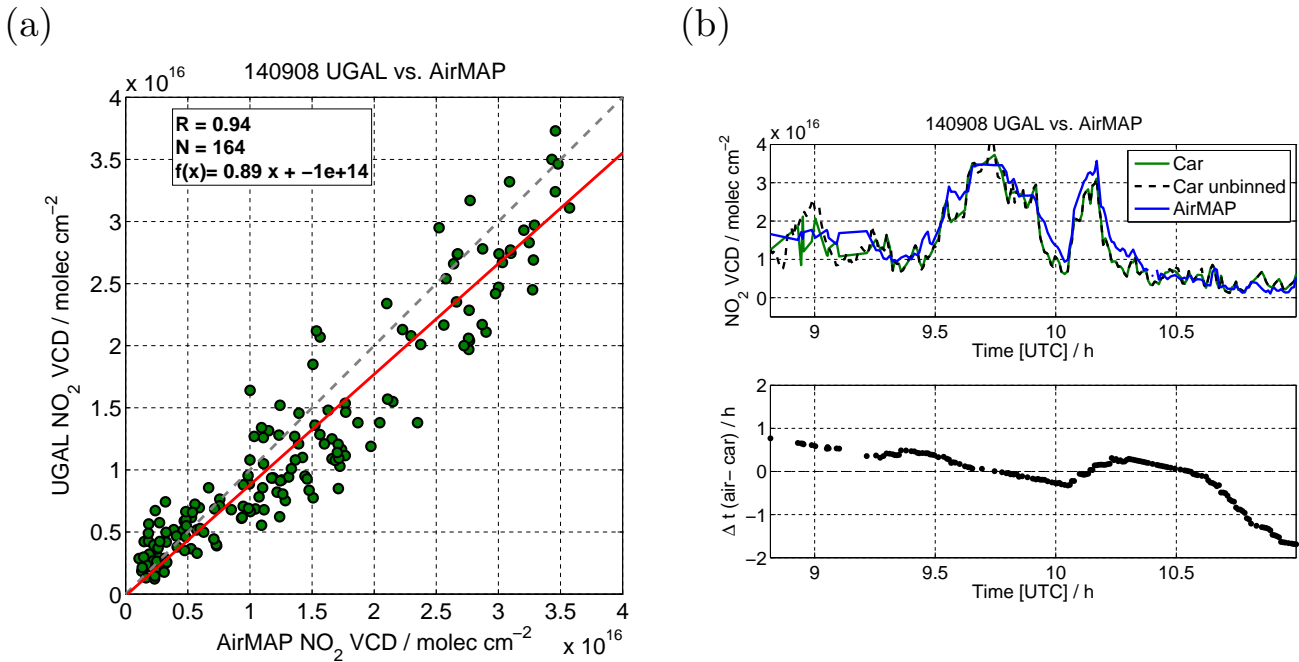 (a)
140908 UGAL vs. AirMAP
x 10^16
R = 0.94
N = 164
f(x)= 0.89 x + −1e+14
4
3.5
3
2.5
2
1.5
1
0.5
0
UGAL NO₂ VCD / molec cm⁻²
0 0.5 1 1.5 2 2.5 3 3.5 4
AirMAP NO₂ VCD / molec cm⁻²
x 10^16
(b)
140908 UGAL vs. AirMAP
x 10^16
4
3
2
1
0
NO₂ VCD / molec cm⁻²
Car
Car unbinned
AirMAP
9 9.5 10 10.5
Time [UTC] / h
2
1
0
−1
−2
Δ t (air− car) / h
9 9.5 10 10.5
Time [UTC] / h